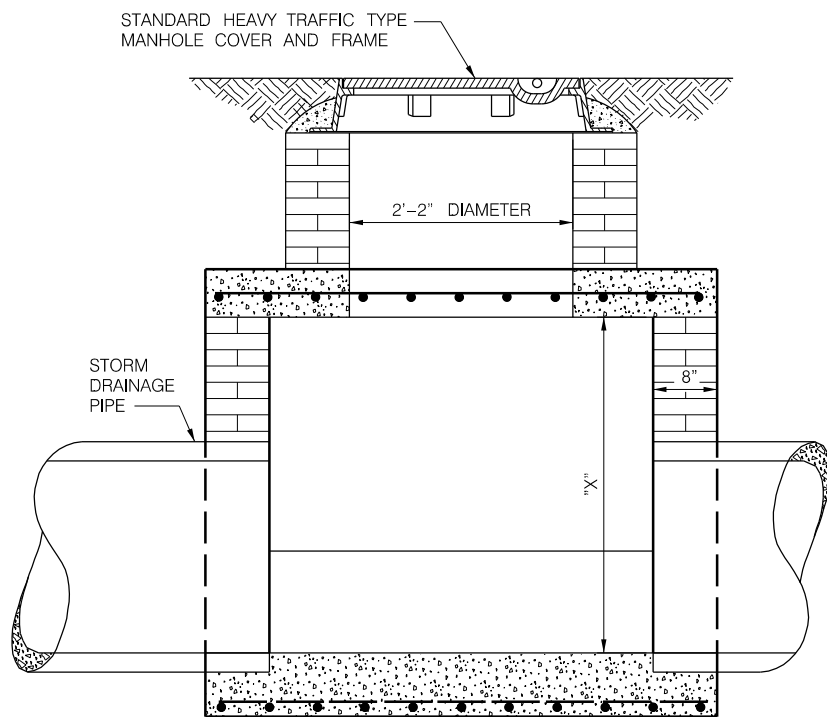 STANDARD HEAVY TRAFFIC TYPE
MANHOLE COVER AND FRAME
2'-2" DIAMETER
STORM
DRAINAGE
PIPE
8"
"X"